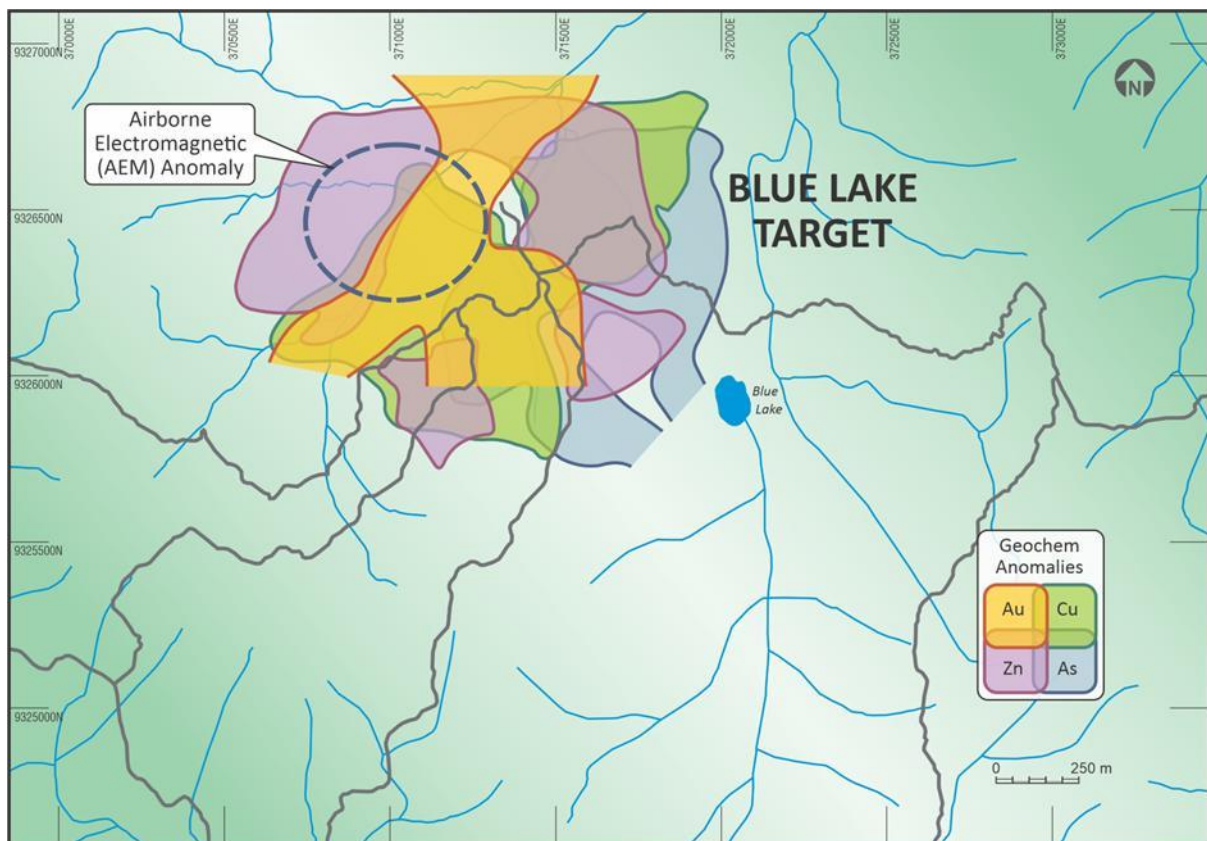 370000E
370500E
371000E
371500E
372000E
372500E
373000E
9327000N
9326500N
9326000N
9325500N
9325000N
N
Airborne
Electromagnetic
(AEM) Anomaly
BLUE LAKE
TARGET
Blue
Lake
Geochem
Anomalies
Au
Cu
Zn
As
0
250 m